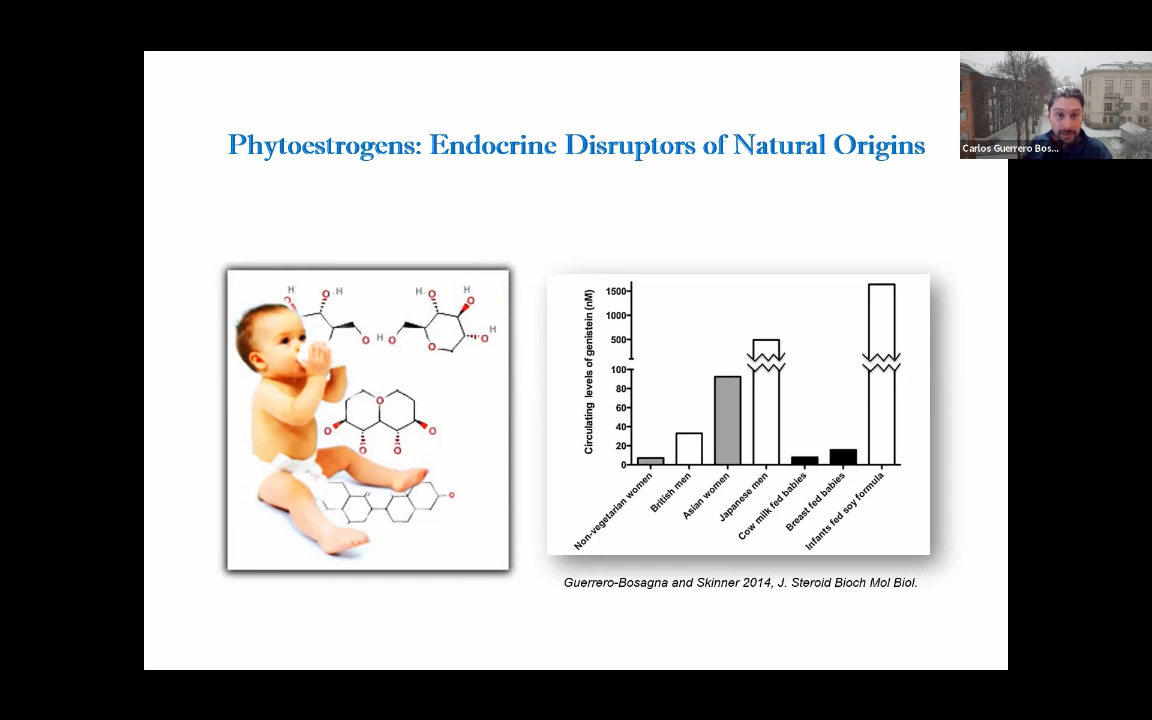 Phytoestrogens: Endocrine Disruptors of Natural Origins
Carlos Guerrero Bos...
H
O
H
O
O
H
O
H
O
H
O
O
H
O
O
O
O
O
O
O
Circulating levels of genistein (nM)
1500
1000
500
100
80
60
40
20
0
Non-vegetarian women
British men
Asian women
Japanese men
Cow milk fed babies
Breast fed babies
Infants fed soy formula
Guerrero-Bosagna and Skinner 2014, J. Steroid Bioch Mol Biol.